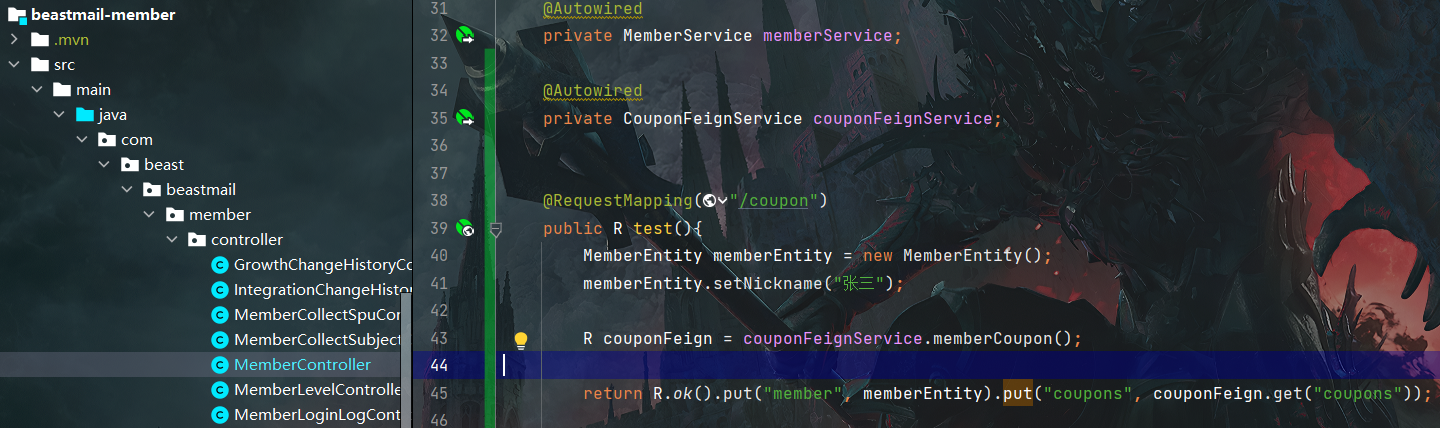 beastmail-member
.mvn
src
main
java
com
beast
beastmail
member
controller
GrowthChangeHistoryCo
IntegrationChangeHistor
MemberCollectSpuCon
MemberCollectSubject
MemberController
MemberLevelControlle
MemberLoginLogCont
31 @Autowired
32 private MemberService memberService;
33
34 @Autowired
35 private CouponFeignService couponFeignService;
36
37
38 @RequestMapping("/coupon")
39 public R test(){
40 MemberEntity memberEntity = new MemberEntity();
41 memberEntity.setNickname("张三");
42
43 R couponFeign = couponFeignService.memberCoupon();
44
45 return R.ok().put("member", memberEntity).put("coupons", couponFeign.get("coupons"));
46